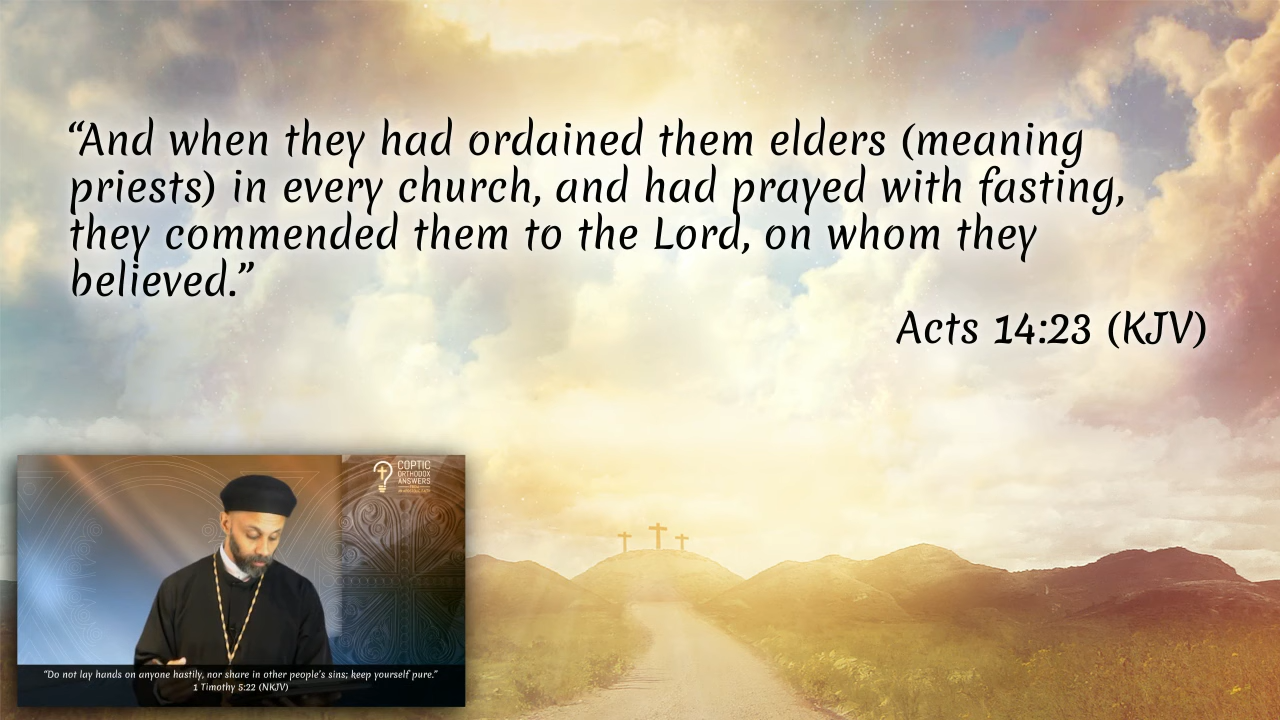 “And when they had ordained them elders (meaning
priests) in every church, and had prayed with fasting,
they commended them to the Lord, on whom they
believed.”
Acts 14:23 (KJV)
COPTIC
ORTHODOX
ANSWERS
“Do not lay hands on anyone hastily, nor share in other people’s sins; keep yourself pure.”
1 Timothy 5:22 (NKJV)